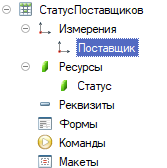 СтатусПоставщиков
Измерения
Поставщик
Ресурсы
Статус
Реквизиты
Формы
Команды
Макеты